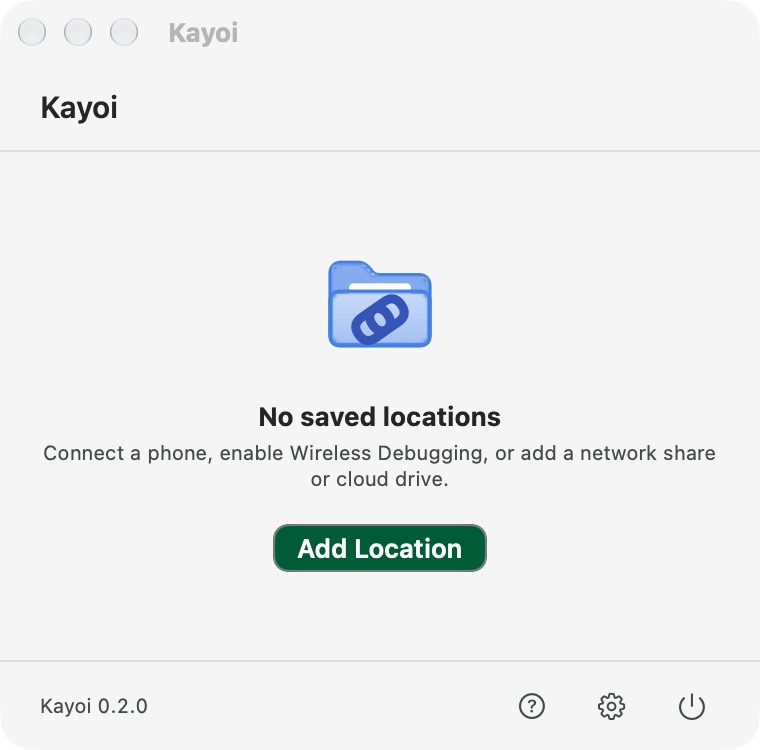 Kayoi
Kayoi
No saved locations
Connect a phone, enable Wireless Debugging, or add a network share
or cloud drive.
Add Location
Kayoi 0.2.0
?